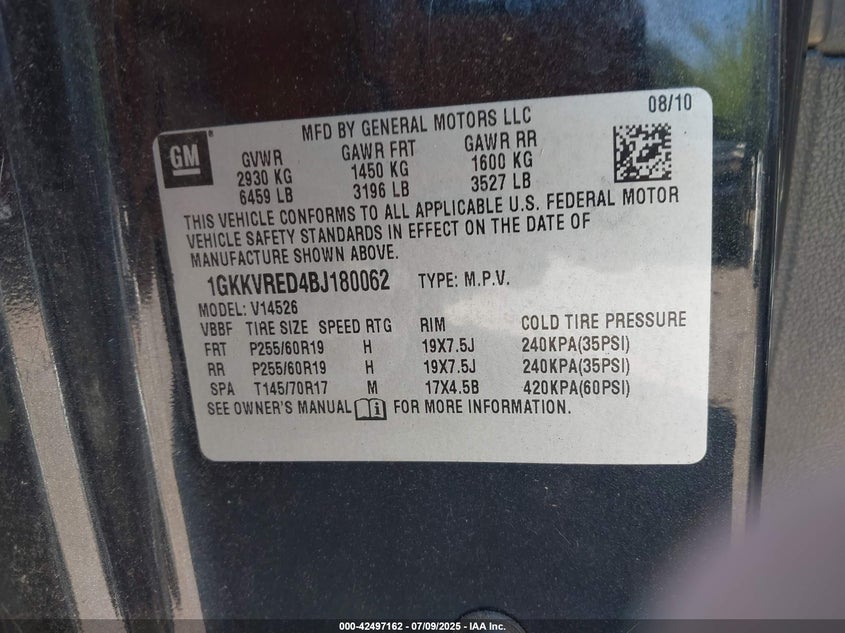 08/10
MFD BY GENERAL MOTORS LLC
GM®
GVWR GAWR FRT GAWR RR
2930 KG 1450 KG 1600 KG
6459 LB 3196 LB 3527 LB
THIS VEHICLE CONFORMS TO ALL APPLICABLE U.S. FEDERAL MOTOR
VEHICLE SAFETY STANDARDS IN EFFECT ON THE DATE OF
MANUFACTURE SHOWN ABOVE.
1GKKVRED4BJ180062 TYPE: M.P.V.
MODEL: V14526
VBBF TIRE SIZE SPEED RTG RIM COLD TIRE PRESSURE
FRT P255/60R19 H 19X7.5J 240KPA(35PSI)
RR P255/60R19 H 19X7.5J 240KPA(35PSI)
SPA T145/70R17 M 17X4.5B 420KPA(60PSI)
SEE OWNER'S MANUAL FOR MORE INFORMATION.
000-42497162 - 07/09/2025 - IAA Inc.